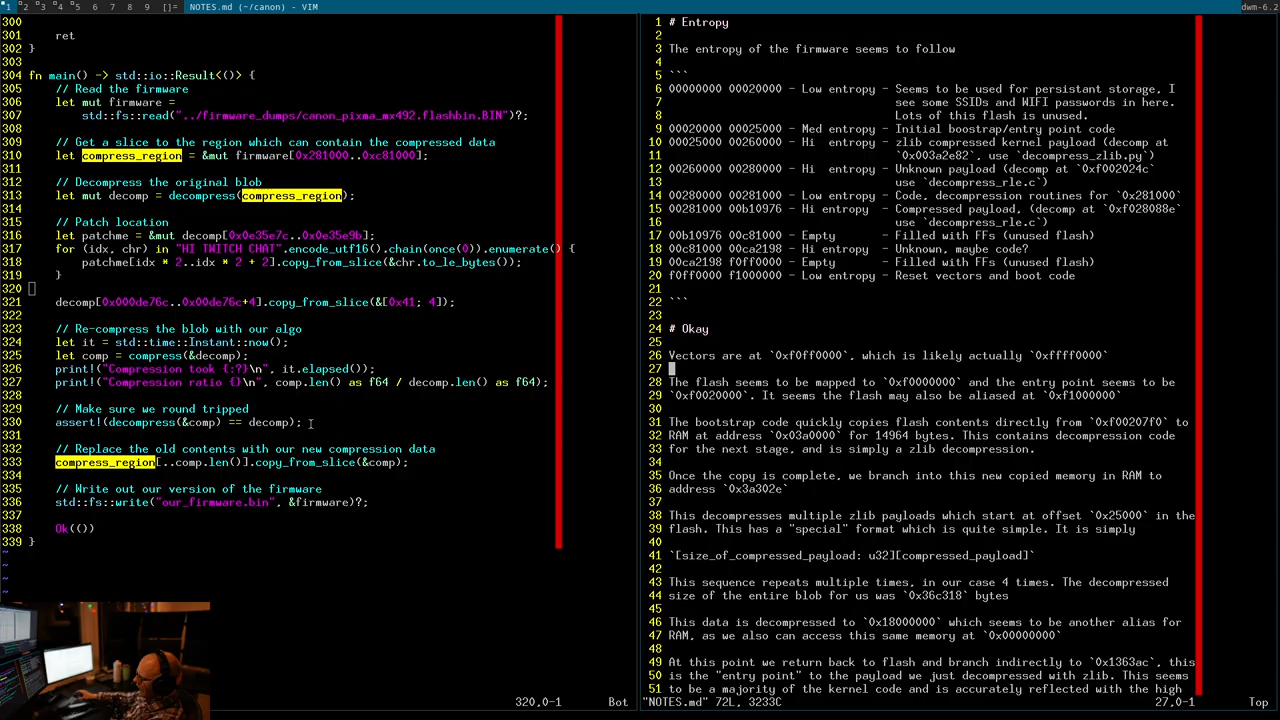 1 2 3 4 5 6 7 8 9 []= NOTES.md (~/canon) - VIM dwm-6.2
300
301     ret
302 }
303
304 fn main() -> std::io::Result<()> {
305     // Read the firmware
306     let mut firmware =
307         std::fs::read("../firmware_dumps/canon_pixma_mx492.flashbin.BIN")?;
308
309     // Get a slice to the region which can contain the compressed data
310     let compress_region = &mut firmware[0x281000..0xc81000];
311
312     // Decompress the original blob
313     let mut decomp = decompress(compress_region);
314
315     // Patch location
316     let patchme = &mut decomp[0x0e35e7c..0x0e35e9b];
317     for (idx, chr) in "HI TWITCH CHAT".encode_utf16().chain(once(0)).enumerate() {
318         patchme[idx * 2..idx * 2 + 2].copy_from_slice(&chr.to_le_bytes());
319     }
320
321     decomp[0x000de76c..0x00de76c+4].copy_from_slice(&[0x41; 4]);
322
323     // Re-compress the blob with our algo
324     let it = std::time::Instant::now();
325     let comp = compress(&decomp);
326     print!("Compression took {:?}\n", it.elapsed());
327     print!("Compression ratio {}\n", comp.len() as f64 / decomp.len() as f64);
328
329     // Make sure we round tripped
330     assert!(decompress(&comp) == decomp);
331
332     // Replace the old contents with our new compression data
333     compress_region[..comp.len()].copy_from_slice(&comp);
334
335     // Write out our version of the firmware
336     std::fs::write("our_firmware.bin", &firmware)?;
337
338     Ok(())
339 }
~
~
~
~
320,0-1 Bot
1 # Entropy
2
3 The entropy of the firmware seems to follow
4
5 ```
6 00000000 00020000 - Low entropy - Seems to be used for persistant storage, I
7                                   see some SSIDs and WIFI passwords in here.
8                                   Lots of this flash is unused.
9 00020000 00025000 - Med entropy - Initial boostrap/entry point code
10 00025000 00260000 - Hi  entropy - zlib compressed kernel payload (decomp at
11                                   `0x003a2e82`, use `decompress_zlib.py`)
12 00260000 00280000 - Hi  entropy - Unknown payload (decomp at `0xf002024c`
13                                   use `decompress_rle.c`)
14 00280000 00281000 - Low entropy - Code, decompression routines for `0x281000`
15 00281000 00b10976 - Hi entropy - Compressed payload, (decomp at `0xf028088e`
16                                   use `decompress_rle.c`)
17 00b10976 00c81000 - Empty       - Filled with FFs (unused flash)
18 00c81000 00ca2198 - Hi entropy - Unknown, maybe code?
19 00ca2198 f0ff0000 - Empty       - Filled with FFs (unused flash)
20 f0ff0000 f1000000 - Low entropy - Reset vectors and boot code
21
22 ```
23
24 # Okay
25
26 Vectors are at `0xf0ff0000`, which is likely actually `0xffff0000`
27
28 The flash seems to be mapped to `0xf0000000` and the entry point seems to be
29 `0xf0020000`. It seems the flash may also be aliased at `0xf1000000`
30
31 The bootstrap code quickly copies flash contents directly from `0xf00207f0` to
32 RAM at address `0x03a0000` for 14964 bytes. This contains decompression code
33 for the next stage, and is simply a zlib decompression.
34
35 Once the copy is complete, we branch into this new copied memory in RAM to
36 address `0x3a302e`
37
38 This decompresses multiple zlib payloads which start at offset `0x25000` in the
39 flash. This has a "special" format which is quite simple. It is simply
40
41 `[size_of_compressed_payload: u32][compressed_payload]`
42
43 This sequence repeats multiple times, in our case 4 times. The decompressed
44 size of the entire blob for us was `0x36c318` bytes
45
46 This data is decompressed to `0x18000000` which seems to be another alias for
47 RAM, as we also can access this same memory at `0x00000000`
48
49 At this point we return back to flash and branch indirectly to `0x1363ac`, this
50 is the "entry point" to the payload we just decompressed with zlib. This seems
51 to be a majority of the kernel code and is accurately reflected with the high
"NOTES.md" 72L, 3233C 27,0-1 Top